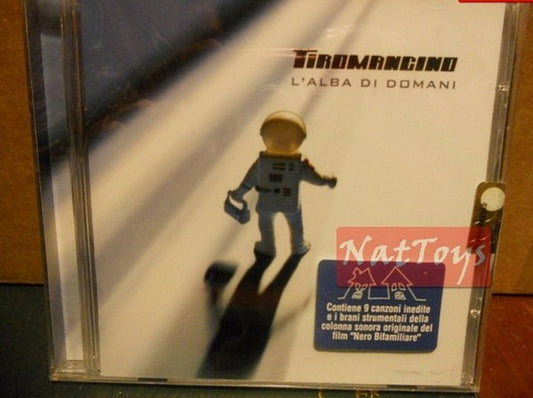 TIROMANCINO
L'ALBA DI DOMANI
NatToys
Contiene 9 canzoni inedite
e i brani strumentali della
colonna sonora originale del
film "Nero Bifamiliare"